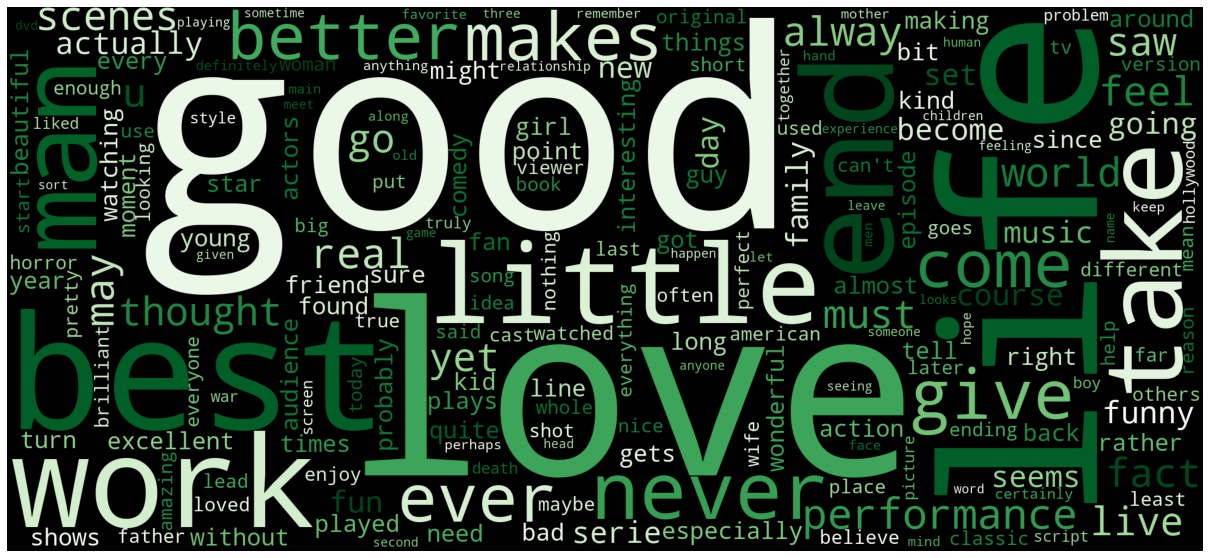 dvd
scenes
playing
sometime
favorite
three
remember
original
mother
making
problem
around
actually
better
makes
things
alway
bit
human
tv
saw
every
definitely
woman
anything
might
relationship
new
short
hand
set
version
enough
u
main
meet
together
kind
children
feel
liked
man
beautiful
start
use
style
good
go
along
old
girl
point
viewer
book
day
guy
used
experience
become
since
going
watching
looking
moment
star
actors
put
comedy
interesting
family
can't
end
feeling
world
hollywood
sort
young
given
big
truly
game
leave
men
episode
life
take
keep
name
mean
horror
year
pretty
may
real
friend
sure
found
fan
song
idea
little
nothing
last
got
happen
let
often
perfect
goes
music
come
almost
different
looks
course
brilliant
thought
true
said
cast
watched
everything
long
american
must
someone
hope
help
reason
far
best
everyone
war
audience
screen
today
probably
yet
kid
plays
love
line
whole
anyone
seeing
wonderful
tell
later
right
boy
others
give
funny
turn
excellent
times
quite
shot
head
nice
perhaps
gets
wife
action
face
picture
ending
back
rather
work
amazing
lead
loved
enjoy
fun
death
ever
maybe
never
place
seems
word
certainly
fact
least
shows
father
without
played
second
need
bad
serie
especially
believe
performance
mind
classic
script
live